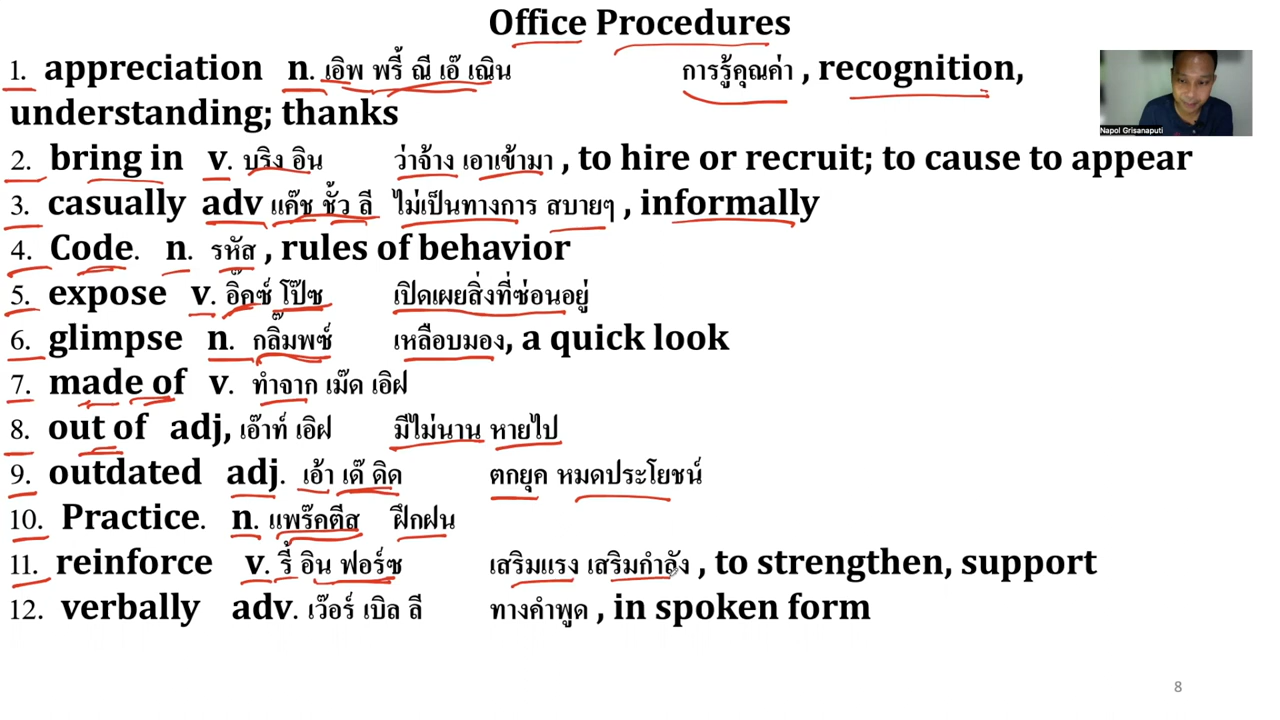 Office Procedures
1. appreciation n. เอิพ พรี้ ณี เอ๊ เณิน การรู้คุณค่า , recognition,
understanding; thanks
Napol Grisanaputi
2. bring in v. บริง อิน ว่าจ้าง เอาเข้ามา , to hire or recruit; to cause to appear
3. casually adv แค๊ช ชั้ว ลี ไม่เป็นทางการ สบายๆ , informally
4. Code. n. รหัส , rules of behavior
5. expose v. อิ๊คซ์ โป๊ซ เปิดเผยสิ่งที่ซ่อนอยู่
6. glimpse n. กลิ๊มพซ์ เหลือบมอง, a quick look
7. made of v. ทำจาก เม๊ด เอิฝ
8. out of adj, เอ๊าท์ เอิฝ มีไม่นาน หายไป
9. outdated adj. เอ้า เด๊ ดิด ตกยุค หมดประโยชน์
10. Practice. n. แพร๊คตีส ฝึกฝน
11. reinforce v. รี้ อิน ฟอร์ซ เสริมแรง เสริมกำลัง , to strengthen, support
12. verbally adv. เว๊อร์ เบิล ลี ทางคำพูด , in spoken form
8